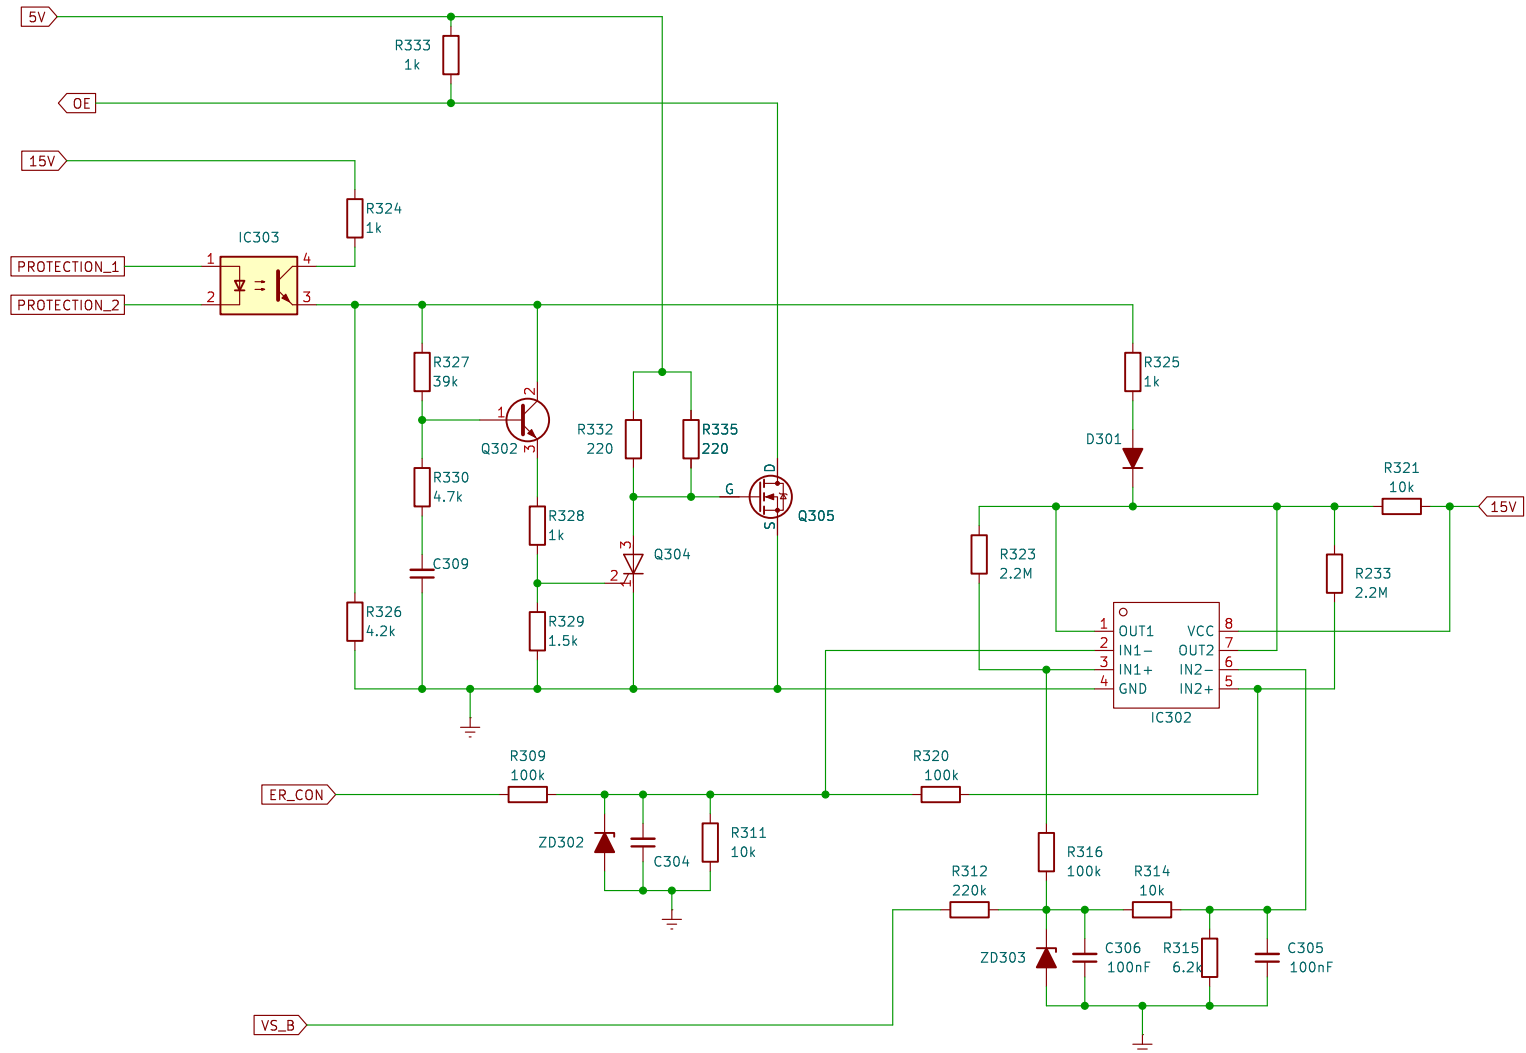 5V
R333
1k
OE
15V
R324
1k
IC303
PROTECTION_1
1
4
PROTECTION_2
2
3
R327
39k
R325
1k
2
1
Q302
3
R332
220
R335
220
D301
D
G
S
Q305
R330
4.7k
R321
10k
15V
R328
1k
3
Q304
2
1
C309
R323
2.2M
R233
2.2M
R326
4.2k
R329
1.5k
1
OUT1
VCC
8
2
IN1-
OUT2
7
3
IN1+
IN2-
6
4
GND
IN2+
5
IC302
R309
100k
R320
100k
ER_CON
ZD302
C304
R311
10k
R316
100k
R312
220k
R314
10k
ZD303
C306
100nF
R315
6.2k
C305
100nF
VS_B